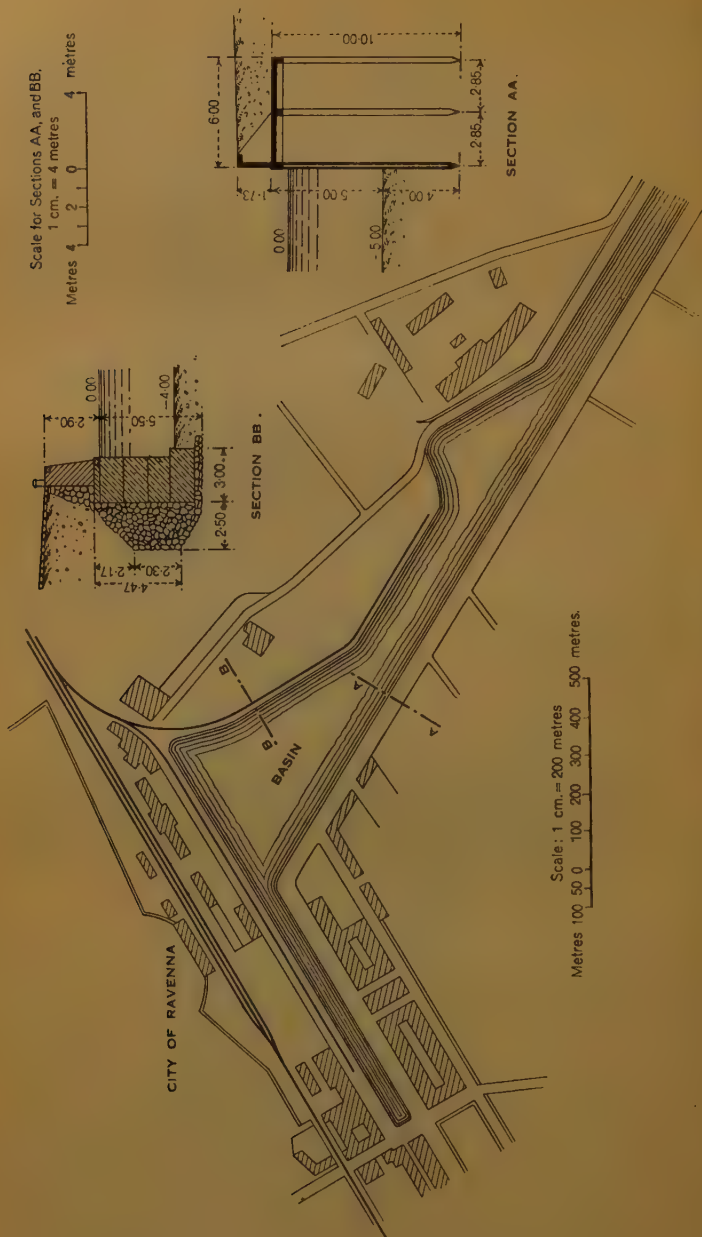 Scale for Sections AA, and BB.
1 cm. = 4 metres
Metres 4 2 0 4 metres
6·00
1·73
0.00
5·00
5·00
4·00
10·00
2·85
2·85
SECTION AA.
2·90
0.00
5·50
4·00
4·47
2·17
2·30
2·50
3·00
SECTION BB.
CITY OF RAVENNA
BASIN
B
B
A
A
Scale: 1 cm. = 200 metres
Metres 100 50 0 100 200 300 400 500 metres.